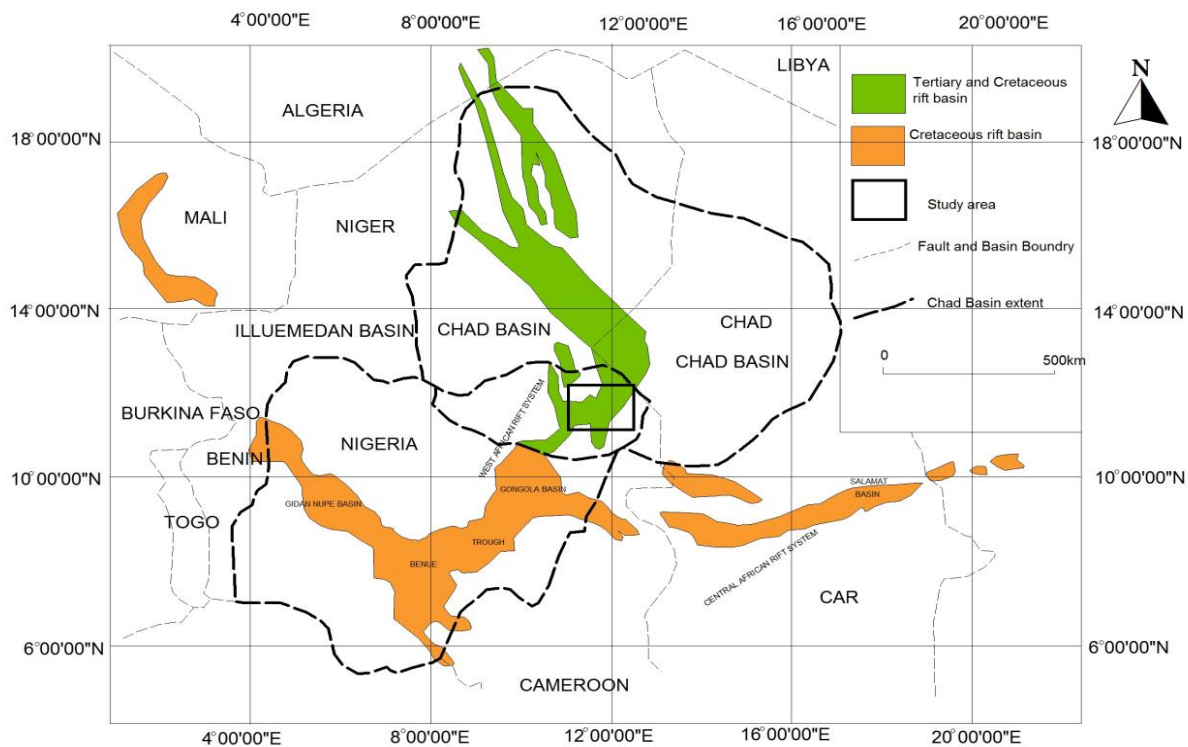 4°00'00"E
8°00'00"E
12°00'00"E
16°00'00"E
20°00'00"E
LIBYA
N
ALGERIA
Tertiary and Cretaceous
rift basin
Cretaceous rift basin
18°00'00"N
18°00'00"N
MALI
NIGER
Study area
Fault and Basin Boundry
Chad Basin extent
14°00'00"N
14°00'00"N
ILLUEMEDAN BASIN
CHAD BASIN
CHAD
CHAD BASIN
0
500km
BURKINA FASO
NIGERIA
WEST AFRICAN RIFT SYSTEM
BENIN
10°00'00"N
10°00'00"N
GIDAN NUPE BASIN
GONGOLA BASIN
SALAMAT
BASIN
TOGO
TROUGH
BENUE
CENTRAL AFRICAN RIFT SYSTEM
CAR
6°00'00"N
6°00'00"N
CAMEROON
4°00'00"E
8°00'00"E
12°00'00"E
16°00'00"E
20°00'00"E